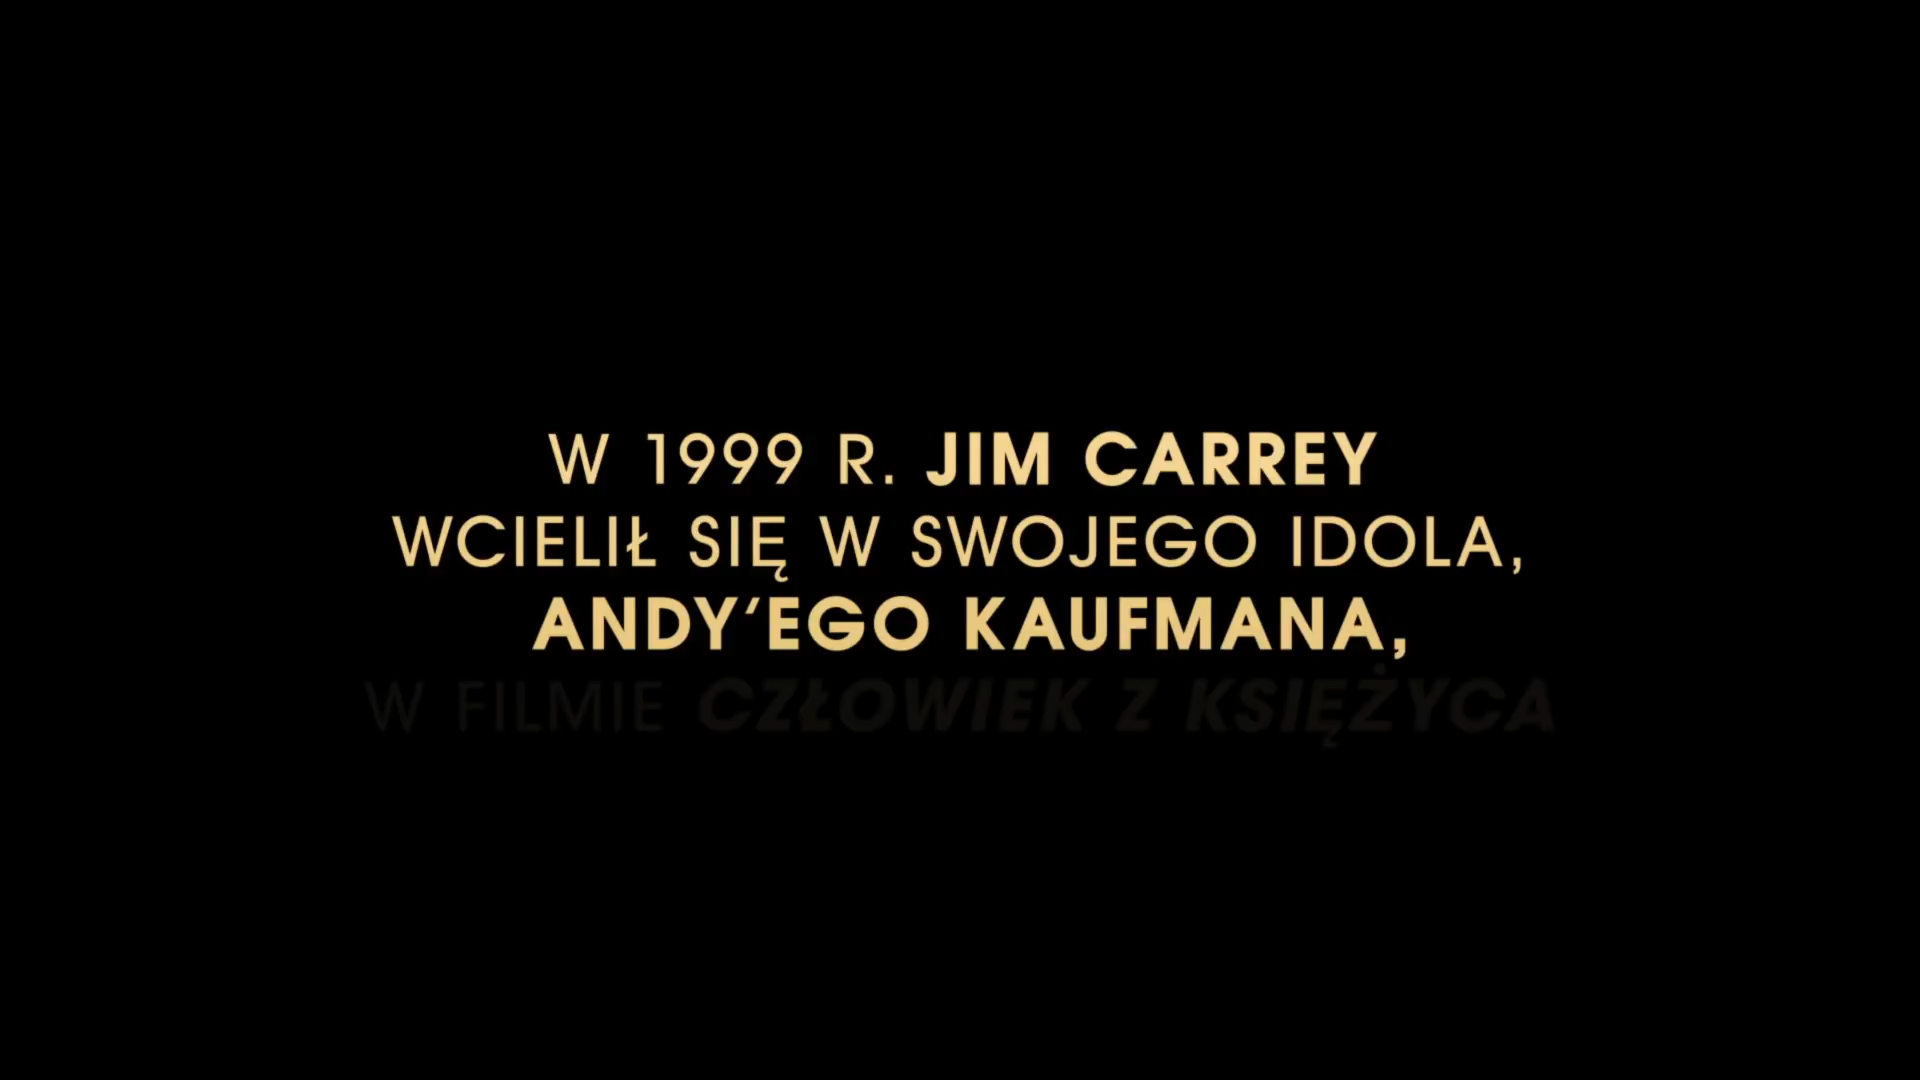 W 1999 R. JIM CARREY
WCIELIŁ SIĘ W SWOJEGO IDOLA,
ANDY'EGO KAUFMANA,
W FILMIE CZŁOWIEK Z KSIĘŻYCA